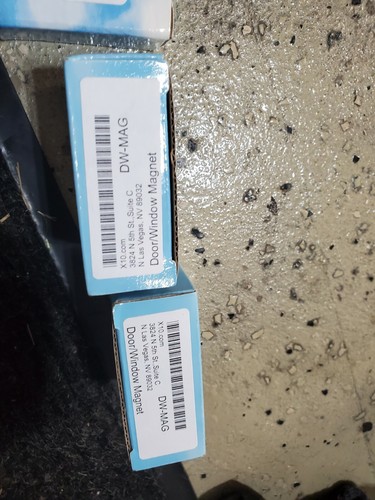 DW-MAG
X10.com
3824 N 5th St., Suite C
N Las Vegas, NV 89032
Door/Window Magnet
DW-MAG
X10.com
3824 N 5th St., Suite C
N Las Vegas, NV 89032
Door/Window Magnet